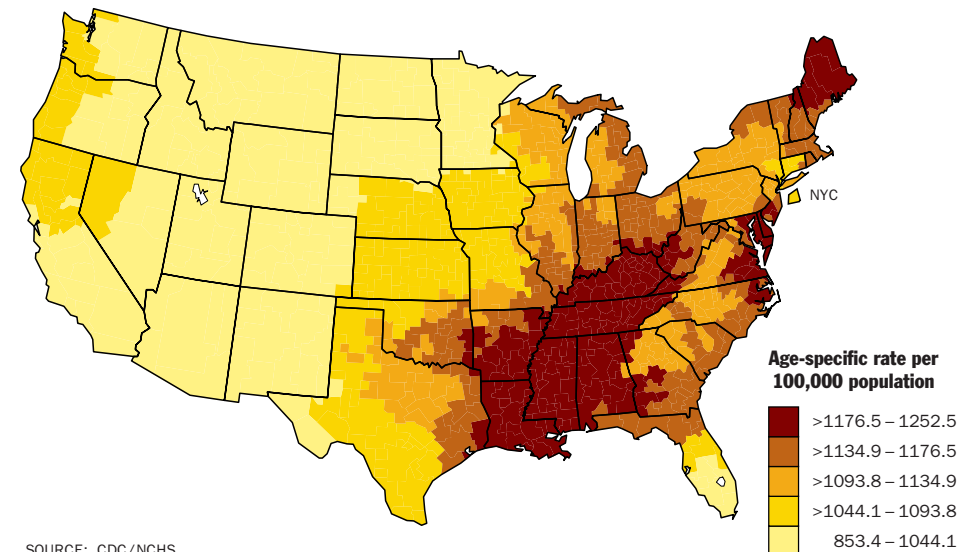 NYC
Age-specific rate per
100,000 population
>1176.5 – 1252.5
>1134.9 – 1176.5
>1093.8 – 1134.9
>1044.1 – 1093.8
853.4 – 1044.1
SOURCE: CDC/NCHS